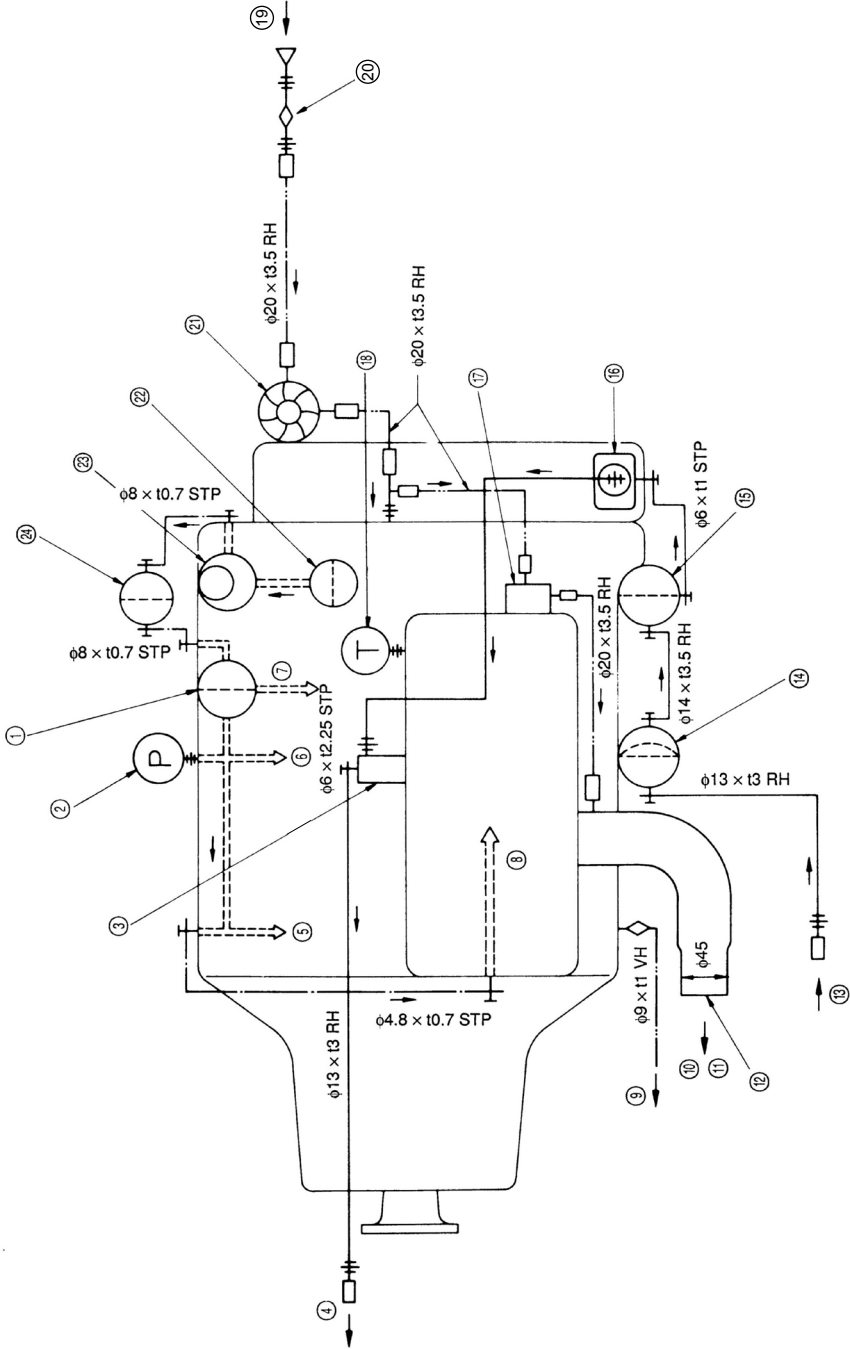 ⑲
⑳
φ20 × t3.5 RH
㉑
⑱
φ20 × t3.5 RH
㉒
㉓
φ8 × t0.7 STP
⑰
⑯
㉔
φ6 × t1 STP
⑮
φ8 × t0.7 STP
T
φ20 × t3.5 RH
⑦
φ14 × t3.5 RH
①
φ6 × t2.25 STP
⑭
②
P
⑥
φ13 × t3 RH
③
⑧
⑤
φ45
φ9 × t1 VH
⑬
φ4.8 × t0.7 STP
φ13 × t3 RH
⑩
⑪
⑫
⑨
④